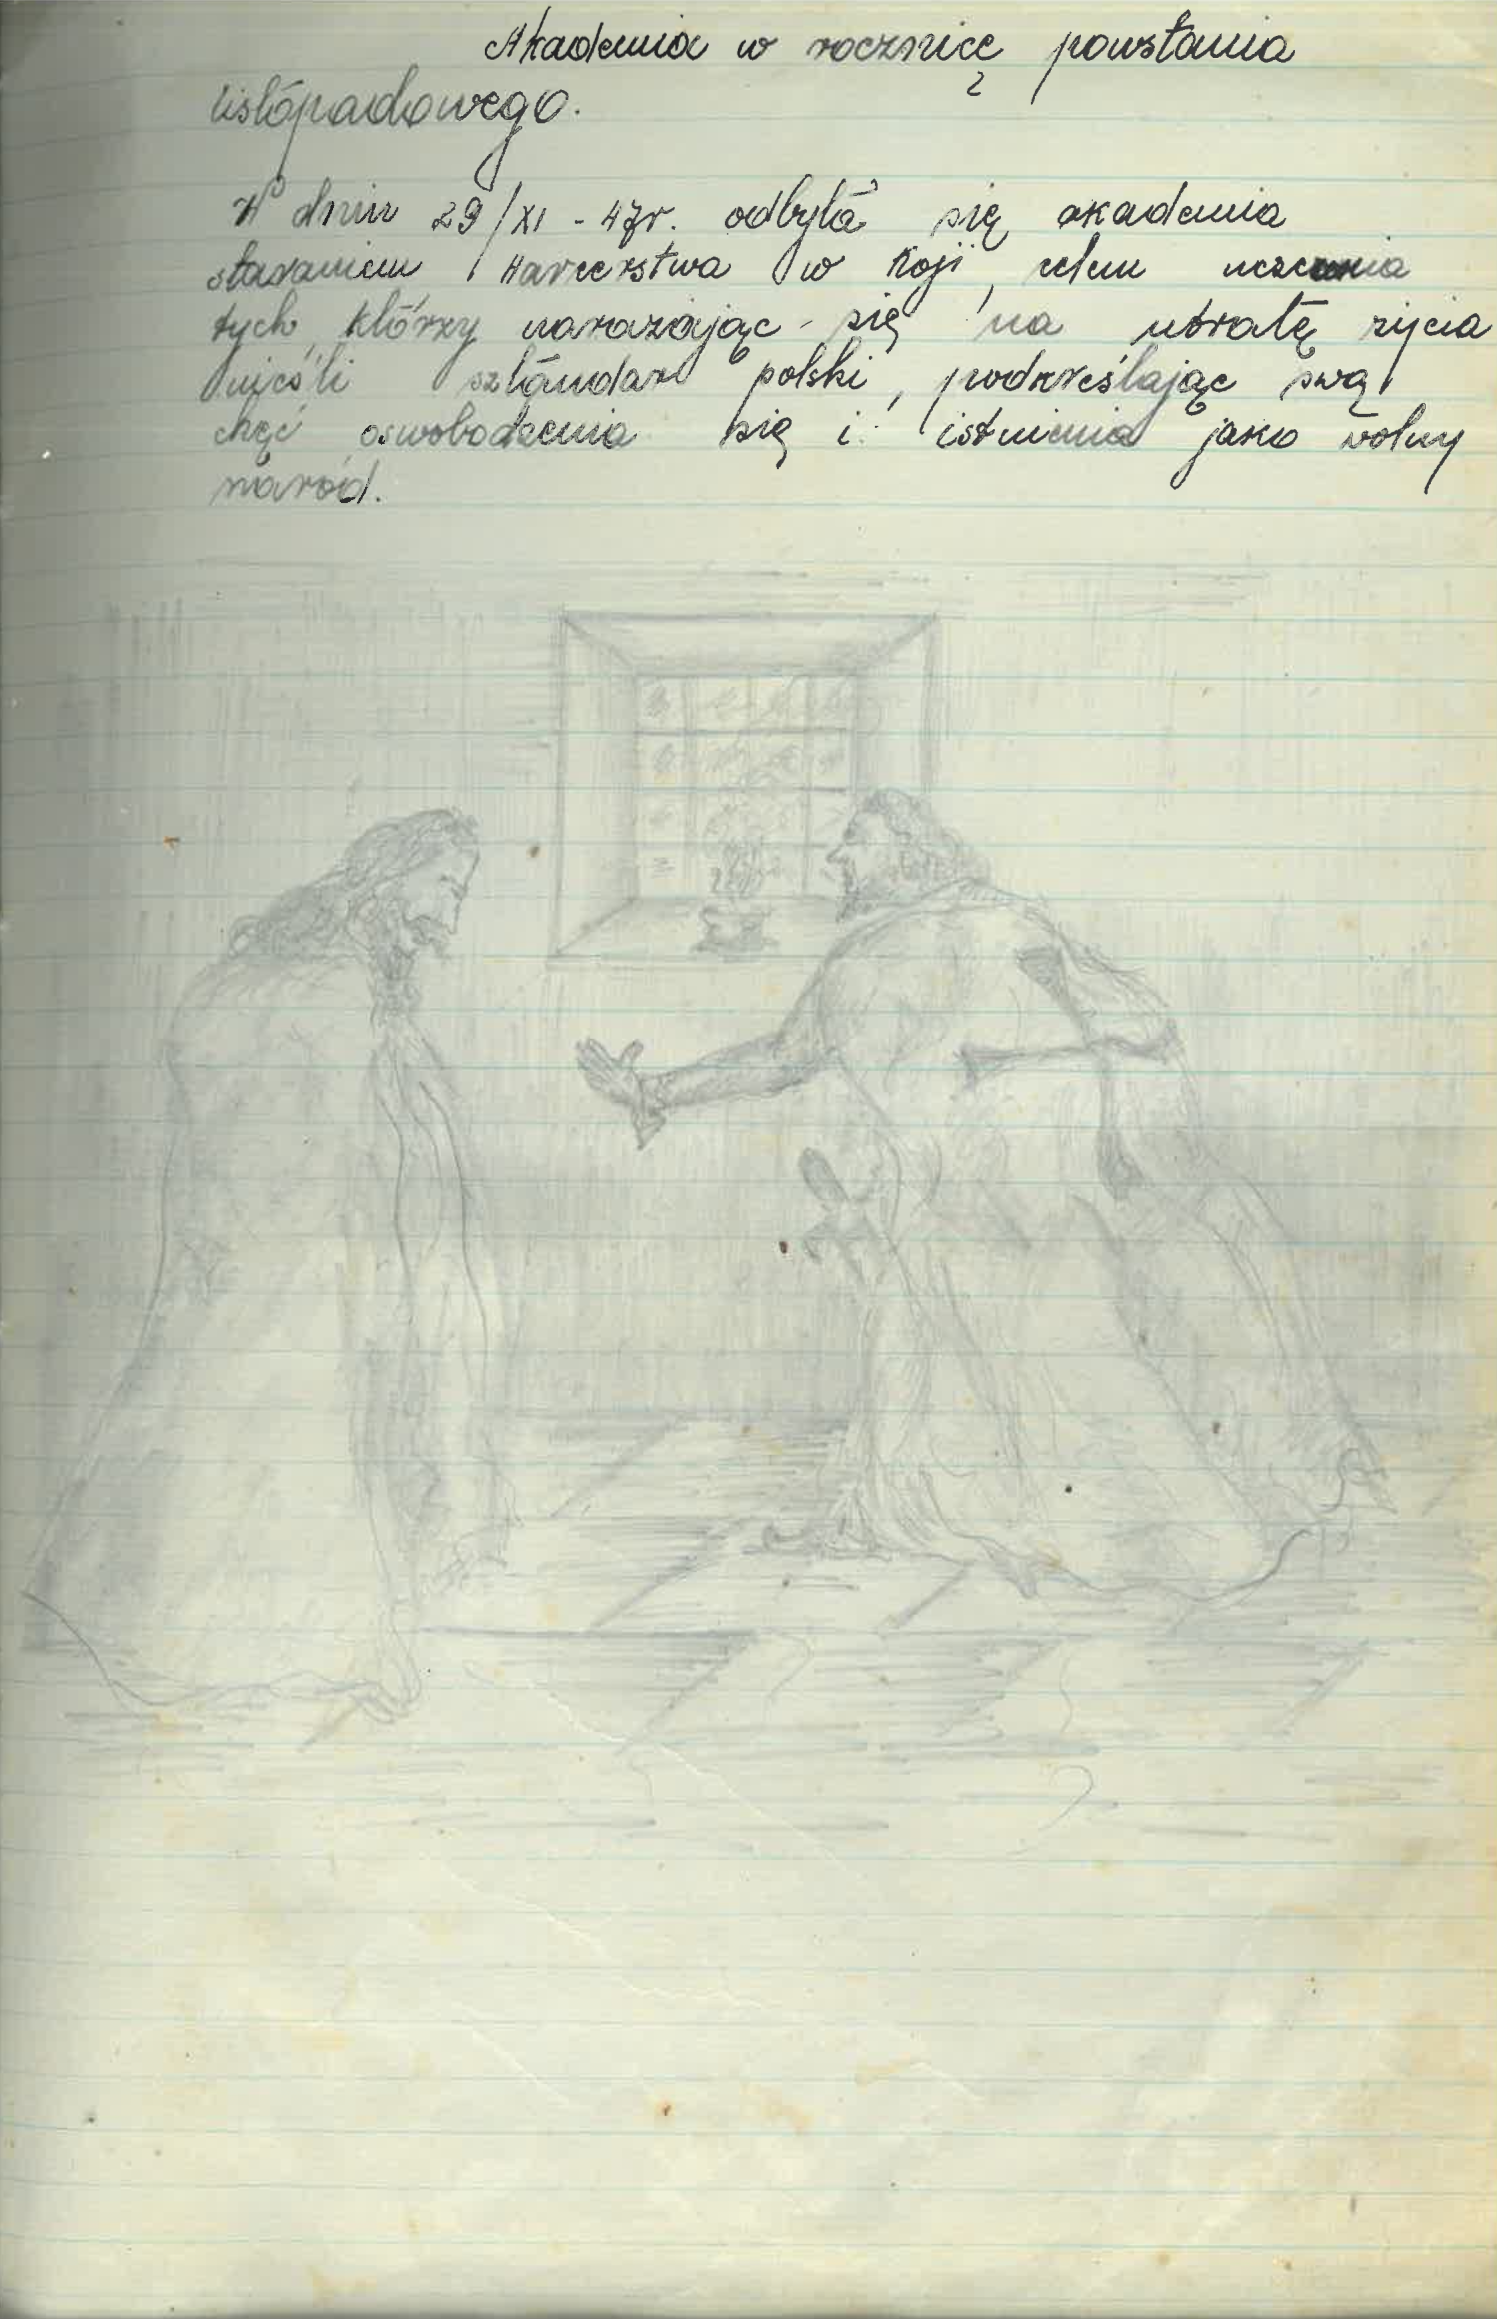 Akademia w rocznicę powstania
listopadowego.
W dniu 29/XI - 47r. odbyła się akademia
staraniem Harcerstwa w Koji, celem uczczenia
tych, którzy narażając się na utratę życia
nieśli sztandar polski, podkreślając swą
chęć oswobodzenia się i istnienia jako wolny
naród.